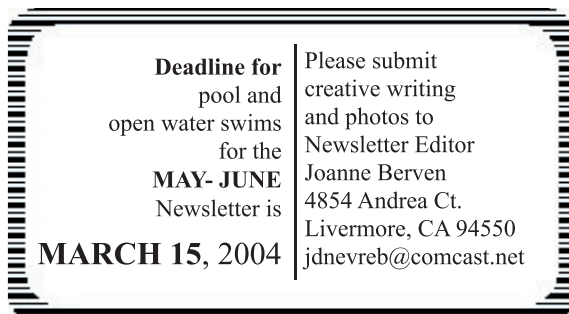 Deadline for
pool and
open water swims
for the
MAY- JUNE
Newsletter is
MARCH 15, 2004
Please submit
creative writing
and photos to
Newsletter Editor
Joanne Berven
4854 Andrea Ct.
Livermore, CA 94550
jdnevreb@comcast.net